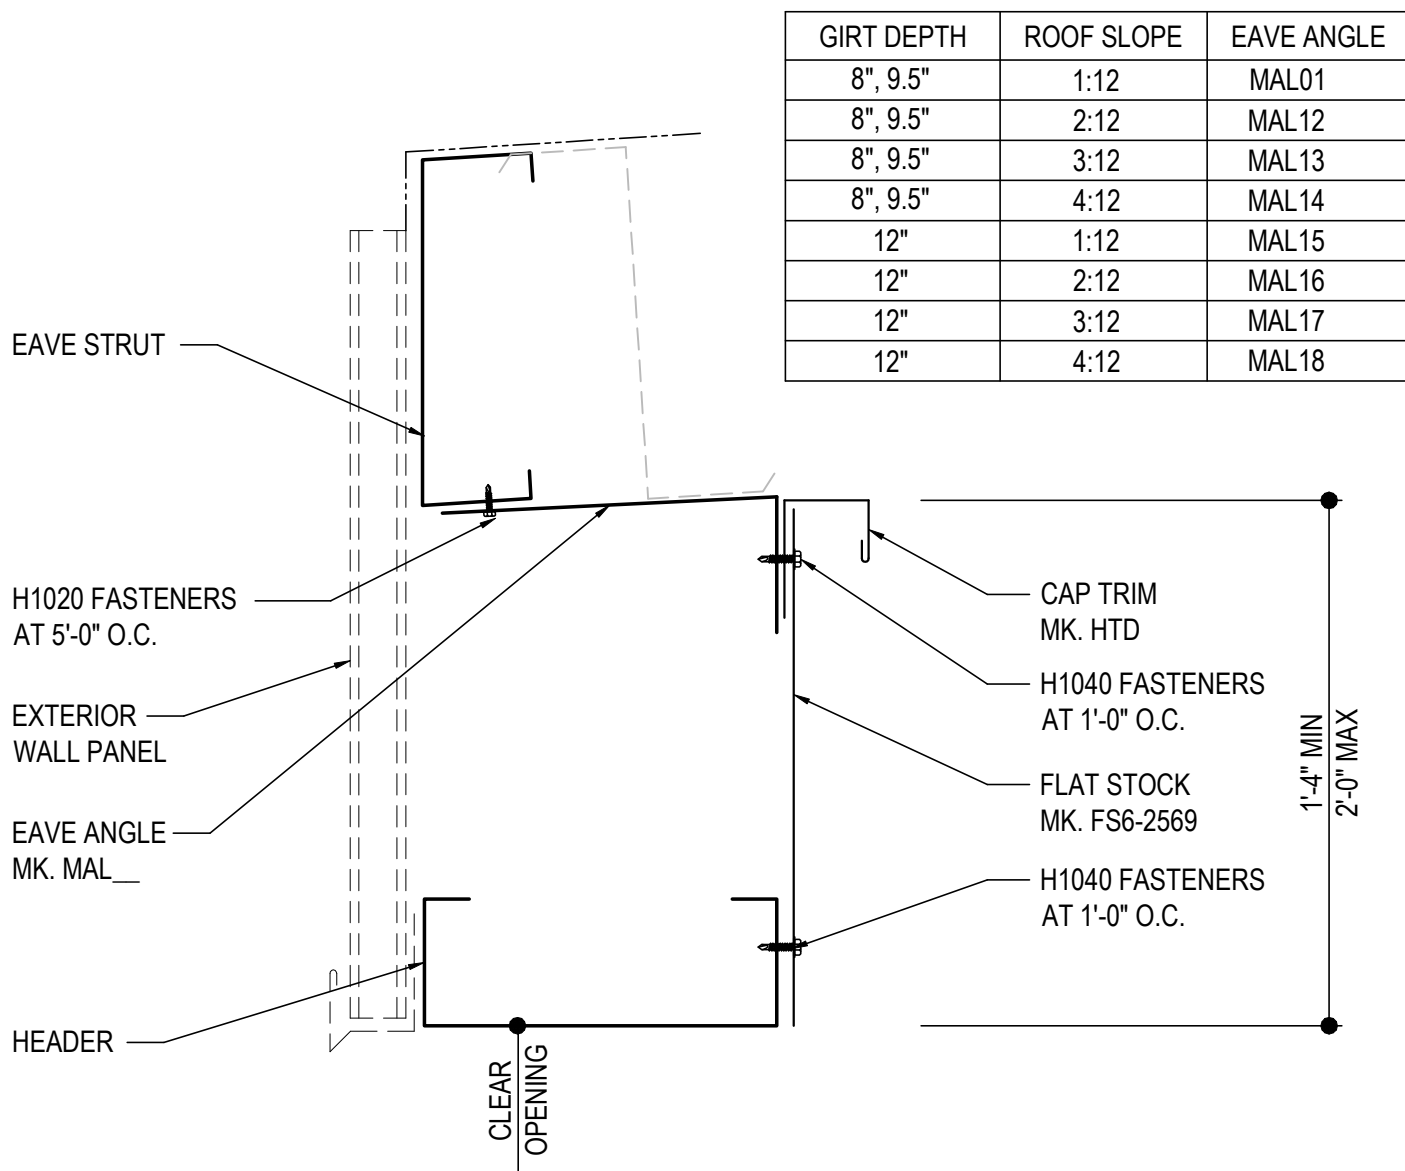 GIRT DEPTH ROOF SLOPE EAVE ANGLE
8", 9.5" 1:12 MAL01
8", 9.5" 2:12 MAL12
8", 9.5" 3:12 MAL13
8", 9.5" 4:12 MAL14
12" 1:12 MAL15
12" 2:12 MAL16
12" 3:12 MAL17
12" 4:12 MAL18
EAVE STRUT
H1020 FASTENERS
AT 5'-0" O.C.
EXTERIOR
WALL PANEL
EAVE ANGLE
MK. MAL__
HEADER
CLEAR
OPENING
CAP TRIM
MK. HTD
H1040 FASTENERS
AT 1'-0" O.C.
FLAT STOCK
MK. FS6-2569
H1040 FASTENERS
AT 1'-0" O.C.
1'-4" MIN
2'-0" MAX